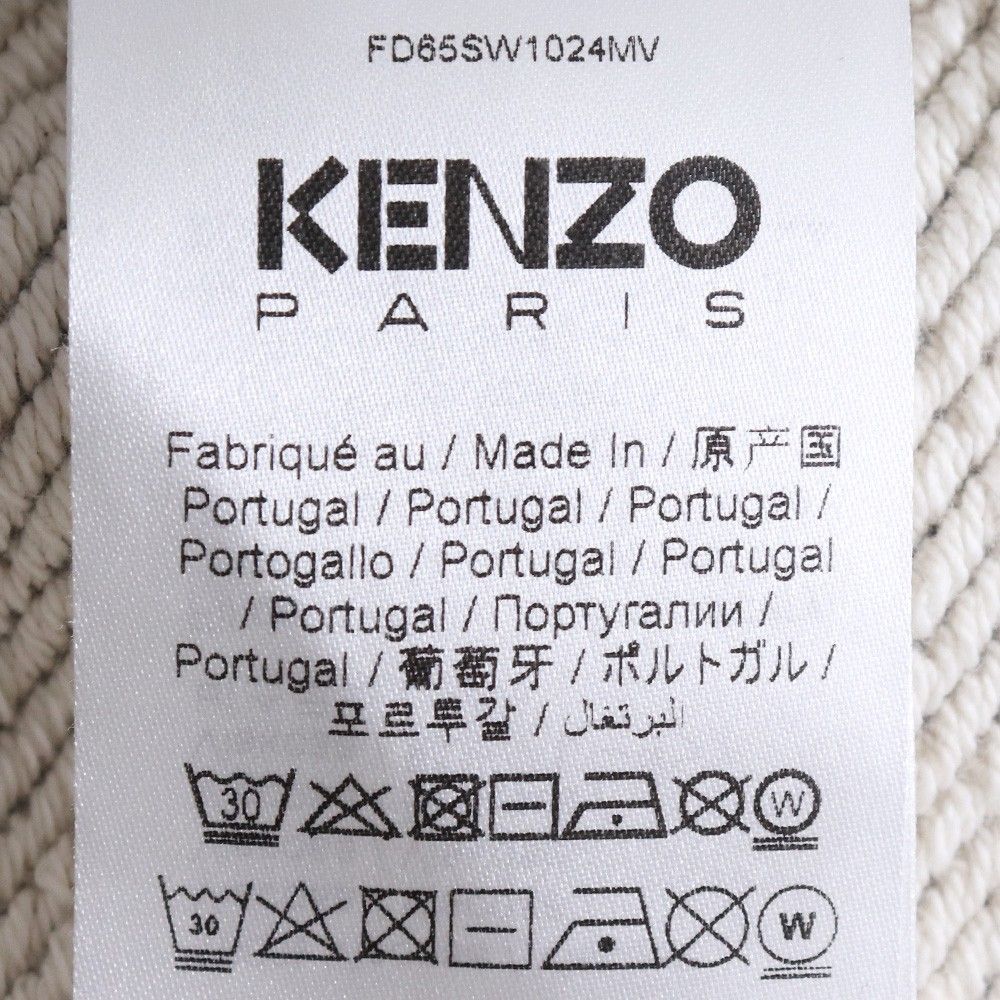 FD65SW1024MV
KENZO
PARIS
Fabriqué au / Made In / 原产国
Portugal / Portugal / Portugal /
Portogallo / Portugal / Portugal
/ Portugal / Португалии /
Portugal / 葡萄牙 / ポルトガル /
포르투갈 / البرتغال
30 W
30 W